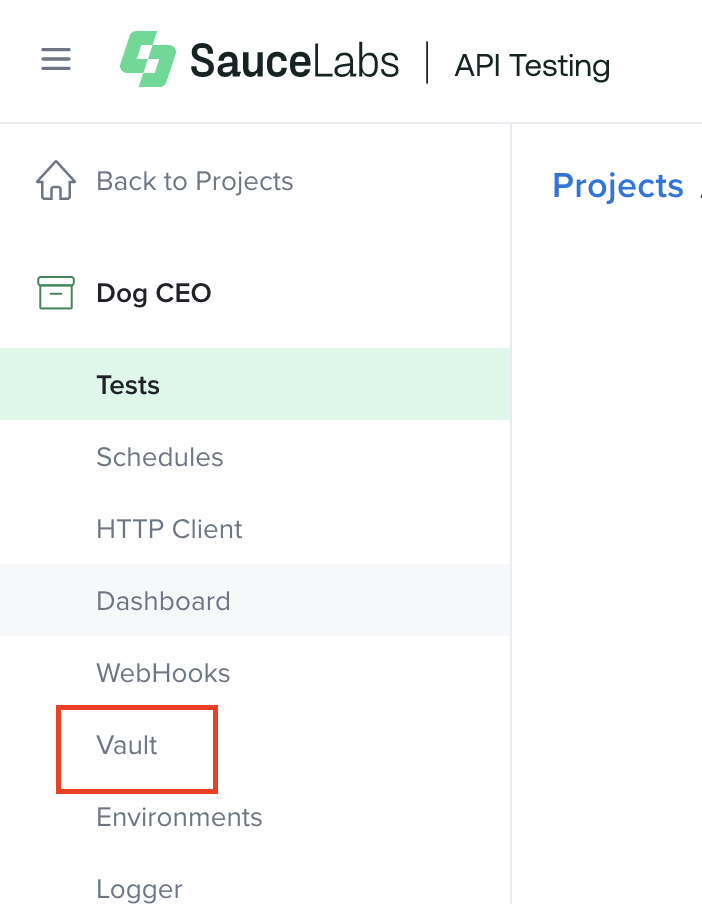 SauceLabs | API Testing
Back to Projects
Projects
Dog CEO
Tests
Schedules
HTTP Client
Dashboard
WebHooks
Vault
Environments
Logger